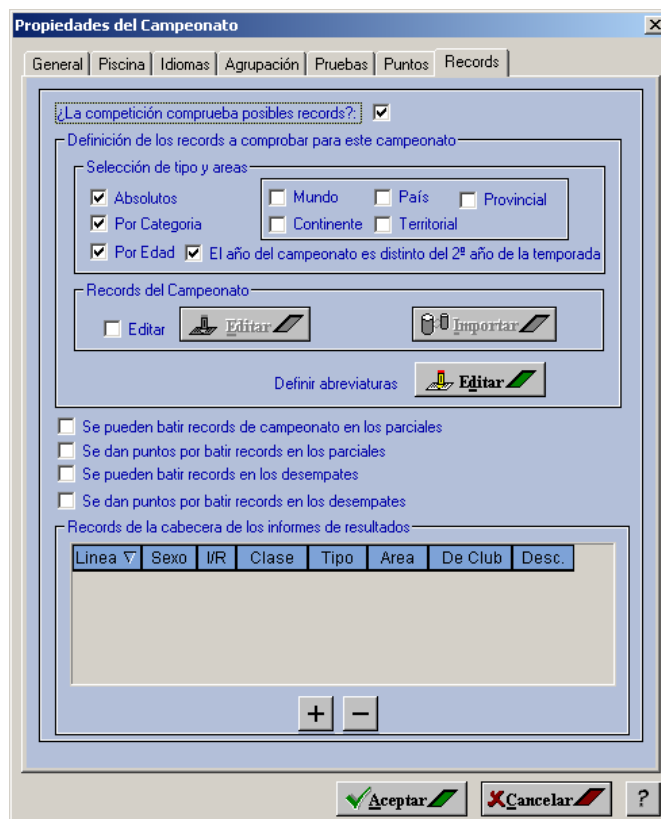 Propiedades del Campeonato
General Piscina Idiomas Agrupación Pruebas Puntos Records
¿La competición comprueba posibles records?:
Definición de los records a comprobar para este campeonato
Selección de tipo y areas
Absolutos Mundo País Provincial
Por Categoria Continente Territorial
Por Edad El año del campeonato es distinto del 2º año de la temporada
Records del Campeonato
Editar Editar Importar
Definir abreviaturas Editar
Se pueden batir records de campeonato en los parciales
Se dan puntos por batir records en los parciales
Se pueden batir records en los desempates
Se dan puntos por batir records en los desempates
Records de la cabecera de los informes de resultados
Linea Sexo I/R Clase Tipo Area De Club Desc.
+ −
Aceptar Cancelar ?